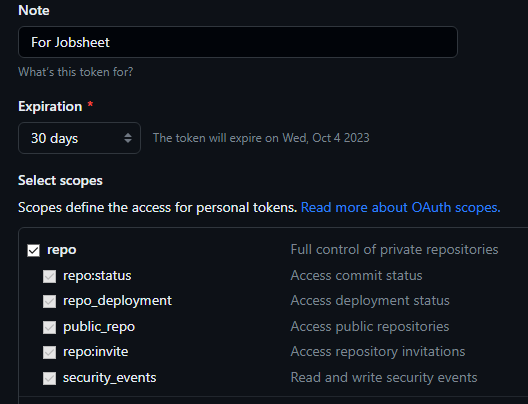 Note
For Jobsheet
What's this token for?
Expiration *
30 days The token will expire on Wed, Oct 4 2023
Select scopes
Scopes define the access for personal tokens. Read more about OAuth scopes.
repo Full control of private repositories
repo:status Access commit status
repo_deployment Access deployment status
public_repo Access public repositories
repo:invite Access repository invitations
security_events Read and write security events